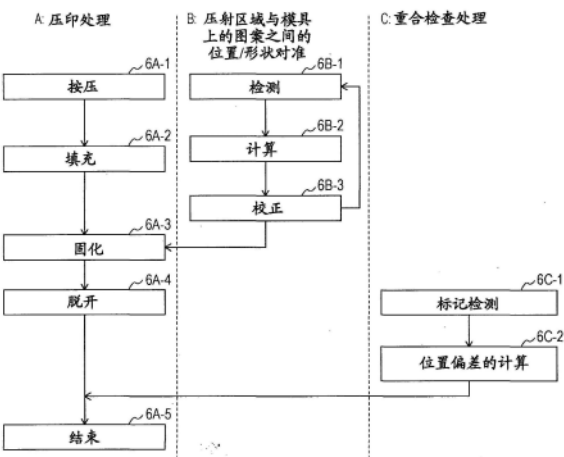 A: 压印处理
B: 压射区域与模具
上的图案之间的
位置/形状对准
C: 重合检查处理
6A-1
按压
6B-1
检测
6A-2
填充
6B-2
计算
6B-3
校正
6A-3
固化
6A-4
脱开
6C-1
标记检测
6C-2
位置偏差的计算
6A-5
结束